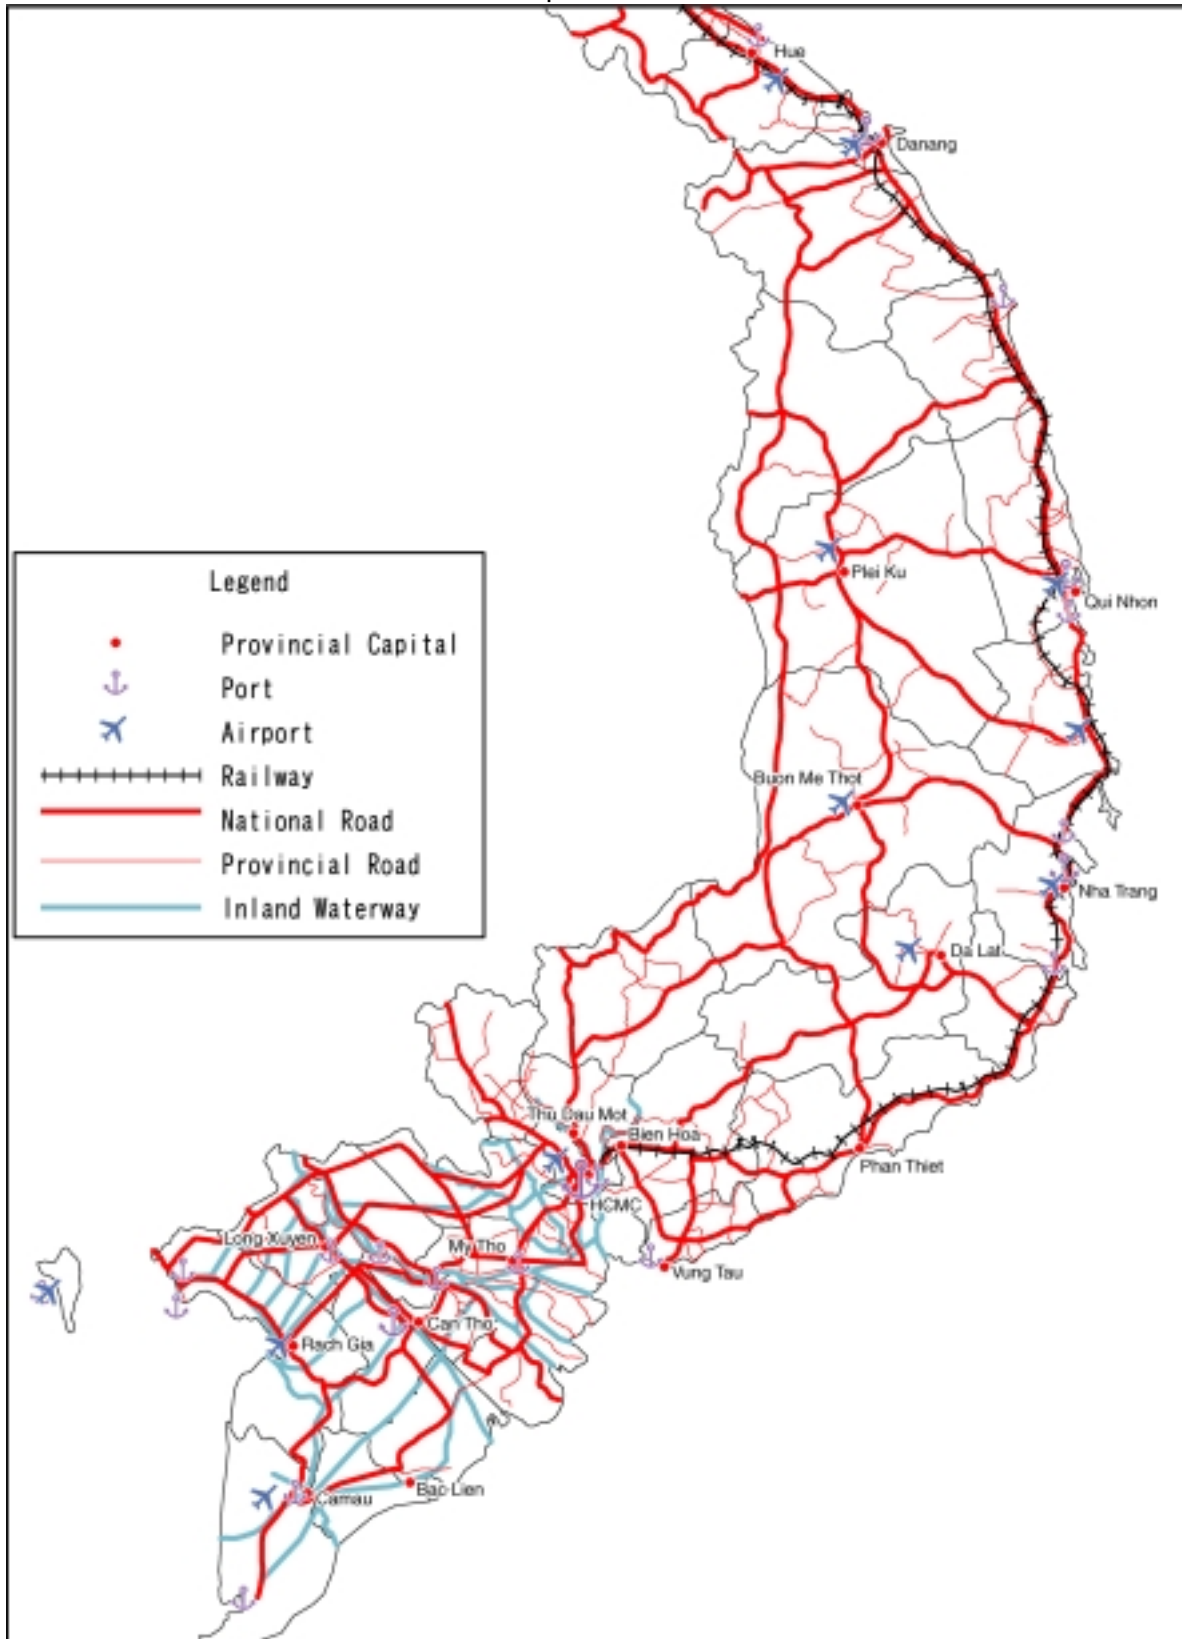 Hue
Danang
Legend
Provincial Capital
Port
Airport
Railway
National Road
Provincial Road
Inland Waterway
Plei Ku
Qui Nhon
Buon Me Thot
Nha Trang
Da Lat
Thu Dau Mot
Bien Hoa
Phan Thiet
HCMC
Long Xuyen
My Tho
Vung Tau
Can Tho
Rach Gia
Bac Lien
Camau